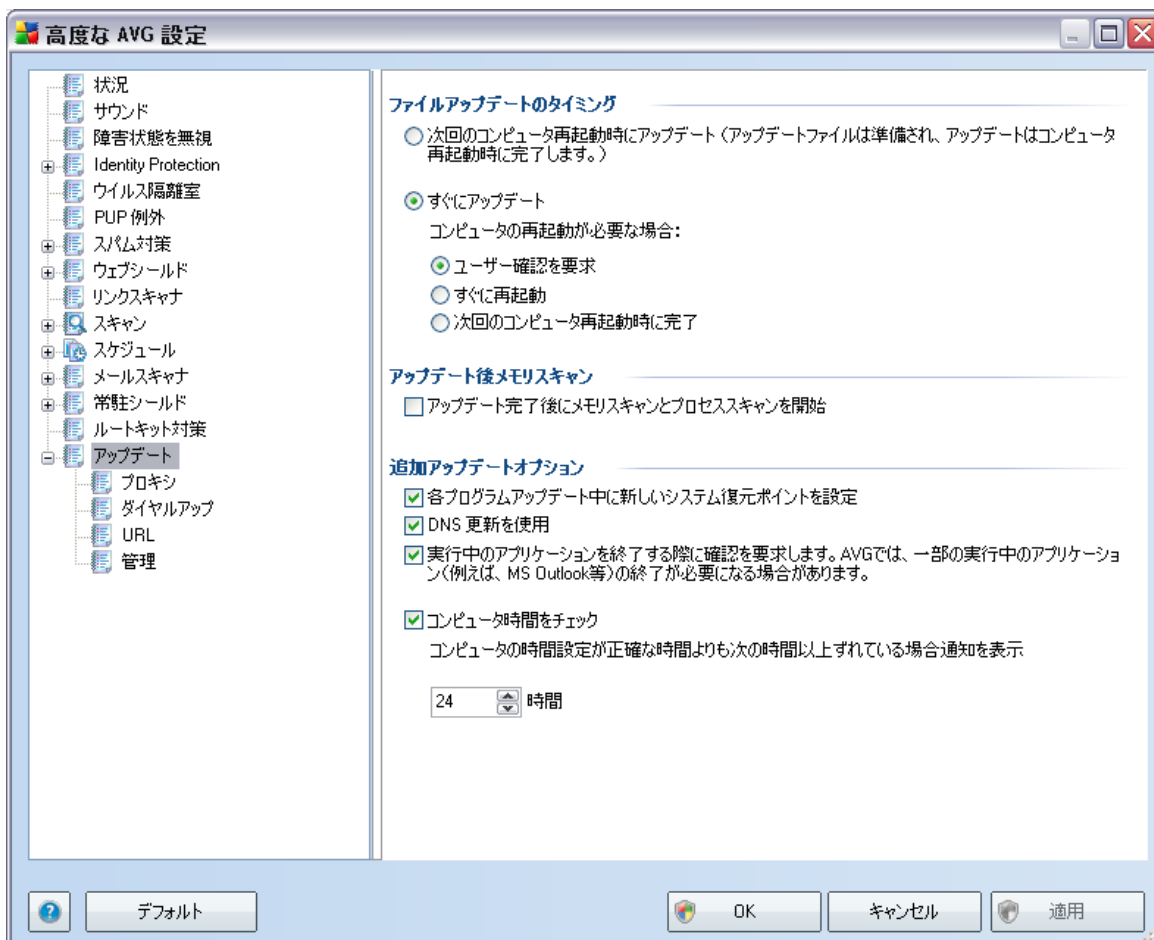 高度な AVG 設定
状況
サウンド
障害状態を無視
Identity Protection
ウイルス隔離室
PUP 例外
スパム対策
ウェブシールド
リンクスキャナ
スキャン
スケジュール
メールスキャナ
常駐シールド
ルートキット対策
アップデート
プロキシ
ダイヤルアップ
URL
管理
ファイルアップデートのタイミング
次回のコンピュータ再起動時にアップデート（アップデートファイルは準備され、アップデートはコンピュータ
再起動時に完了します。）
すぐにアップデート
コンピュータの再起動が必要な場合：
ユーザー確認を要求
すぐに再起動
次回のコンピュータ再起動時に完了
アップデート後メモリスキャン
アップデート完了後にメモリスキャンとプロセススキャンを開始
追加アップデートオプション
各プログラムアップデート中に新しいシステム復元ポイントを設定
DNS 更新を使用
実行中のアプリケーションを終了する際に確認を要求します。AVGでは、一部の実行中のアプリケーショ
ン（例えば、MS Outlook等）の終了が必要になる場合があります。
コンピュータ時間をチェック
コンピュータの時間設定が正確な時間よりも次の時間以上ずれている場合通知を表示
24 時間
? デフォルト OK キャンセル 適用